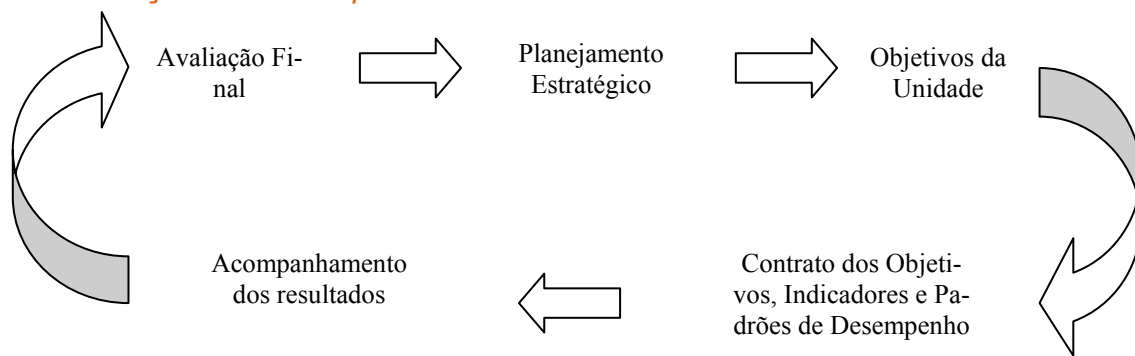 Avaliação Fi-
nal
Planejamento
Estratégico
Objetivos da
Unidade
Acompanhamento
dos resultados
Contrato dos Objeti-
vos, Indicadores e Pa-
drões de Desempenho